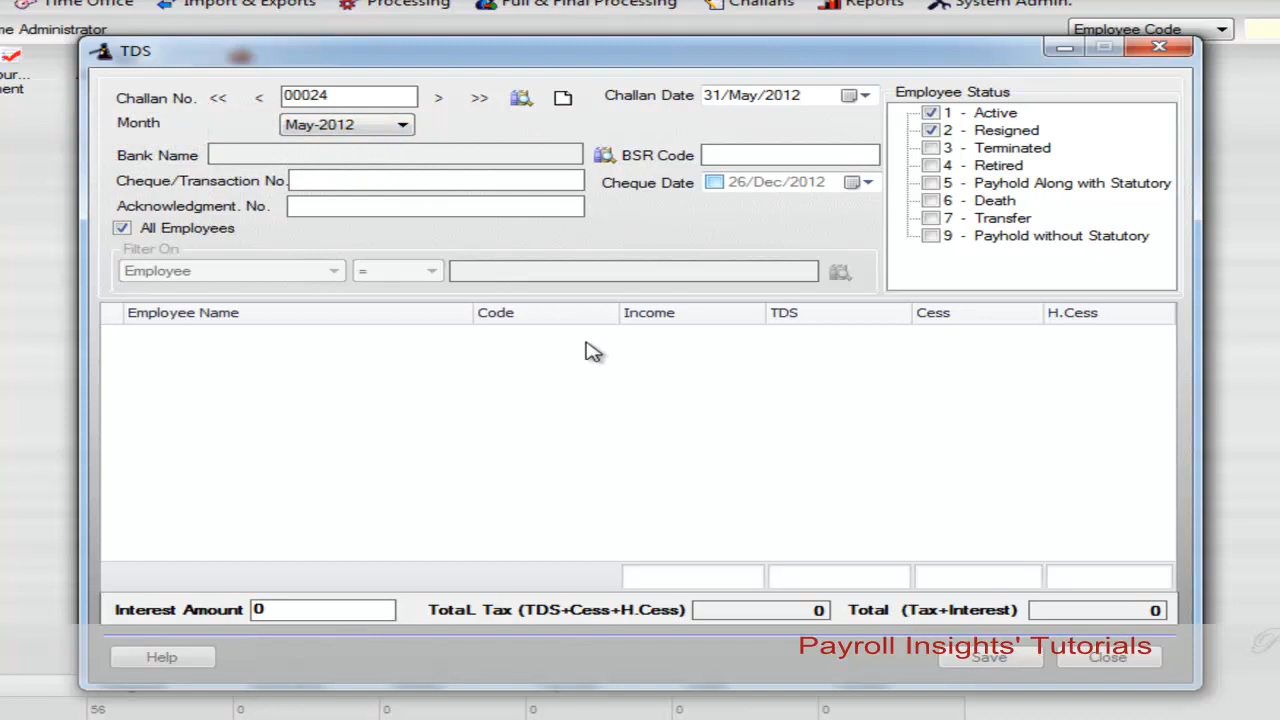 Time Office Import & Exports Processing Full & Final Processing Challans Reports System Admin.
me Administrator Employee Code
our...
ent
TDS
Challan No. << < 00024 > >> Challan Date 31/May/2012
Month May-2012
Bank Name BSR Code
Cheque/Transaction No. Cheque Date 26/Dec/2012
Acknowledgment. No.
All Employees
Filter On
Employee =
Employee Status
1 - Active
2 - Resigned
3 - Terminated
4 - Retired
5 - Payhold Along with Statutory
6 - Death
7 - Transfer
9 - Payhold without Statutory
Employee Name Code Income TDS Cess H.Cess
Interest Amount 0 TotaL Tax (TDS+Cess+H.Cess) 0 Total (Tax+Interest) 0
Payroll Insights' Tutorials
Help Save Close
56 0 0 0 0 0